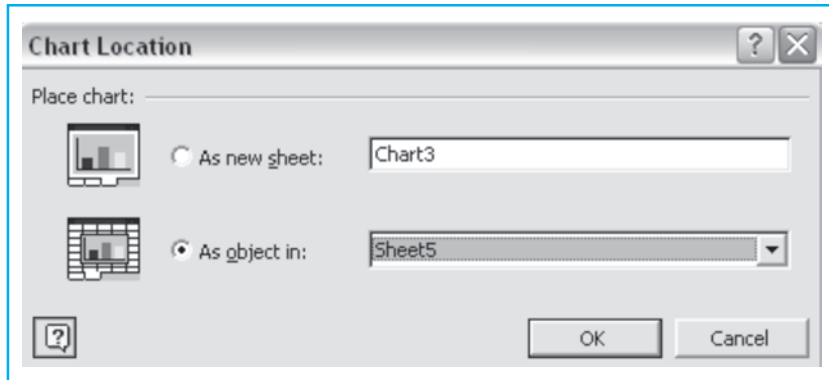 Chart Location
Place chart:
As new sheet: Chart3
As object in: Sheet5
OK Cancel